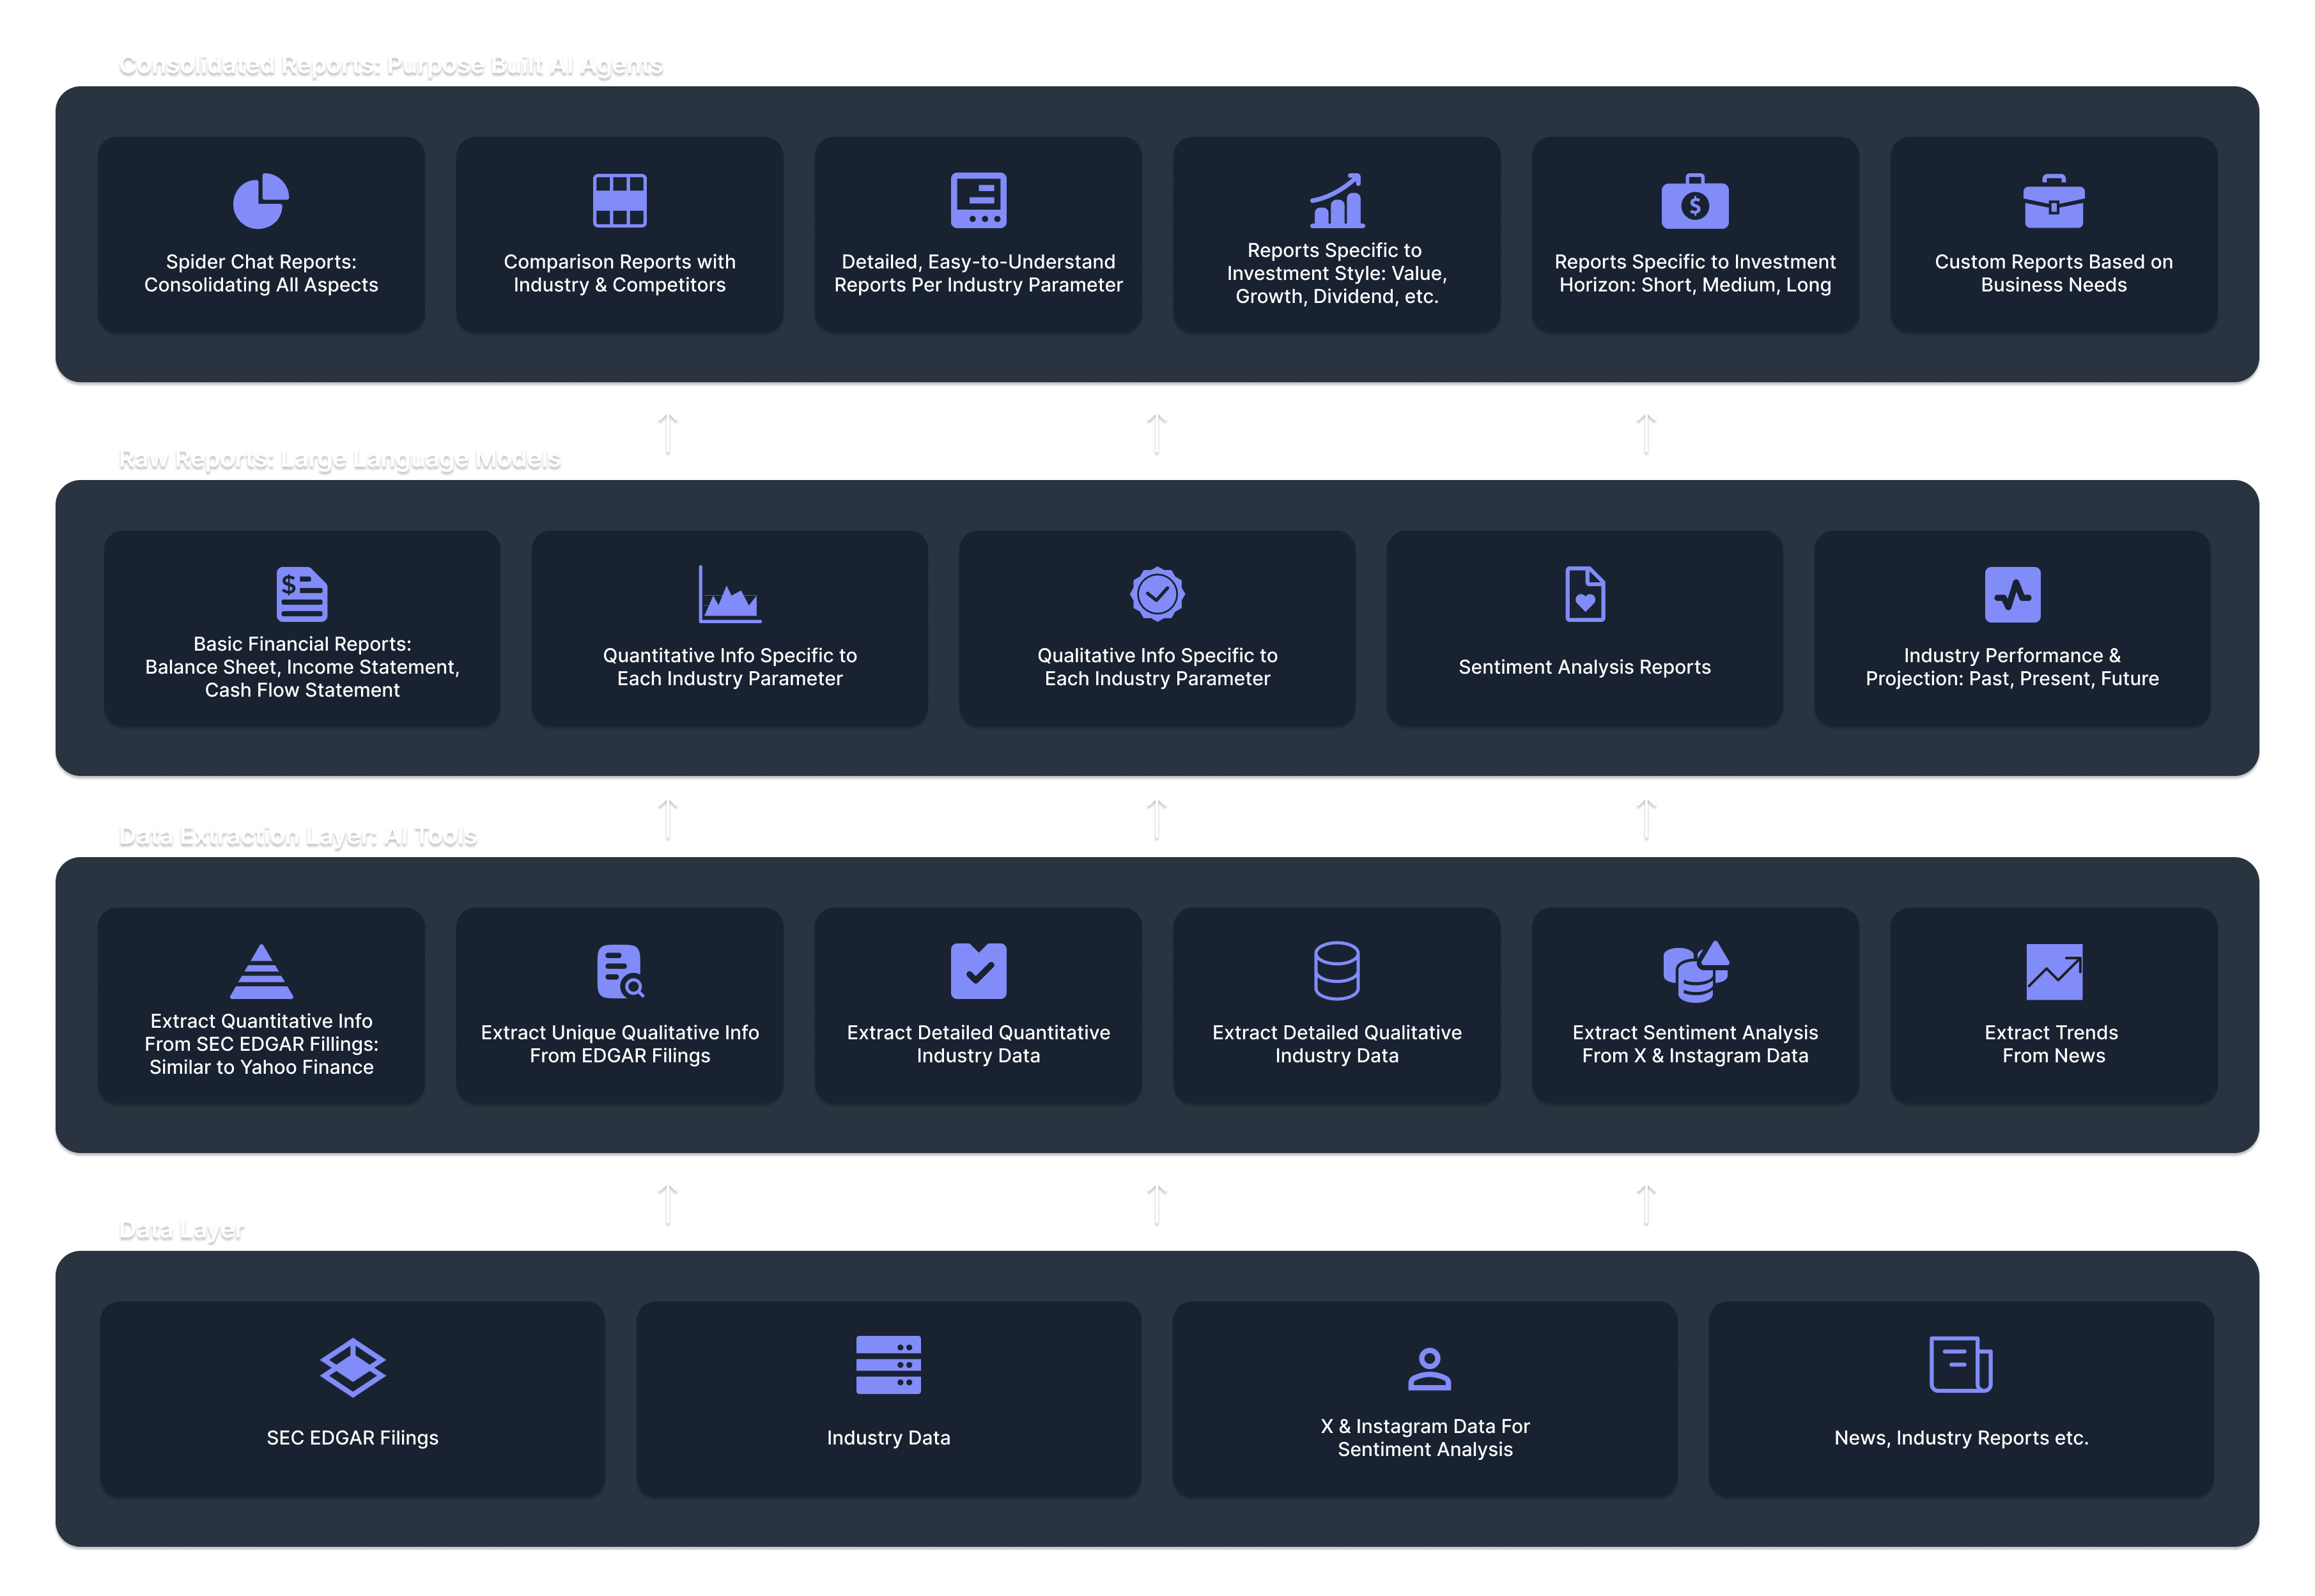 Consolidated Reports: Purpose Built AI Agents
Spider Chat Reports:
Consolidating All Aspects
Comparison Reports with
Industry & Competitors
Detailed, Easy-to-Understand
Reports Per Industry Parameter
Reports Specific to
Investment Style: Value,
Growth, Dividend, etc.
Reports Specific to Investment
Horizon: Short, Medium, Long
Custom Reports Based on
Business Needs
Raw Reports: Large Language Models
Basic Financial Reports:
Balance Sheet, Income Statement,
Cash Flow Statement
Quantitative Info Specific to
Each Industry Parameter
Qualitative Info Specific to
Each Industry Parameter
Sentiment Analysis Reports
Industry Performance &
Projection: Past, Present, Future
Data Extraction Layer: AI Tools
Extract Quantitative Info
From SEC EDGAR Fillings:
Similar to Yahoo Finance
Extract Unique Qualitative Info
From EDGAR Filings
Extract Detailed Quantitative
Industry Data
Extract Detailed Qualitative
Industry Data
Extract Sentiment Analysis
From X & Instagram Data
Extract Trends
From News
Data Layer
SEC EDGAR Filings
Industry Data
X & Instagram Data For
Sentiment Analysis
News, Industry Reports etc.